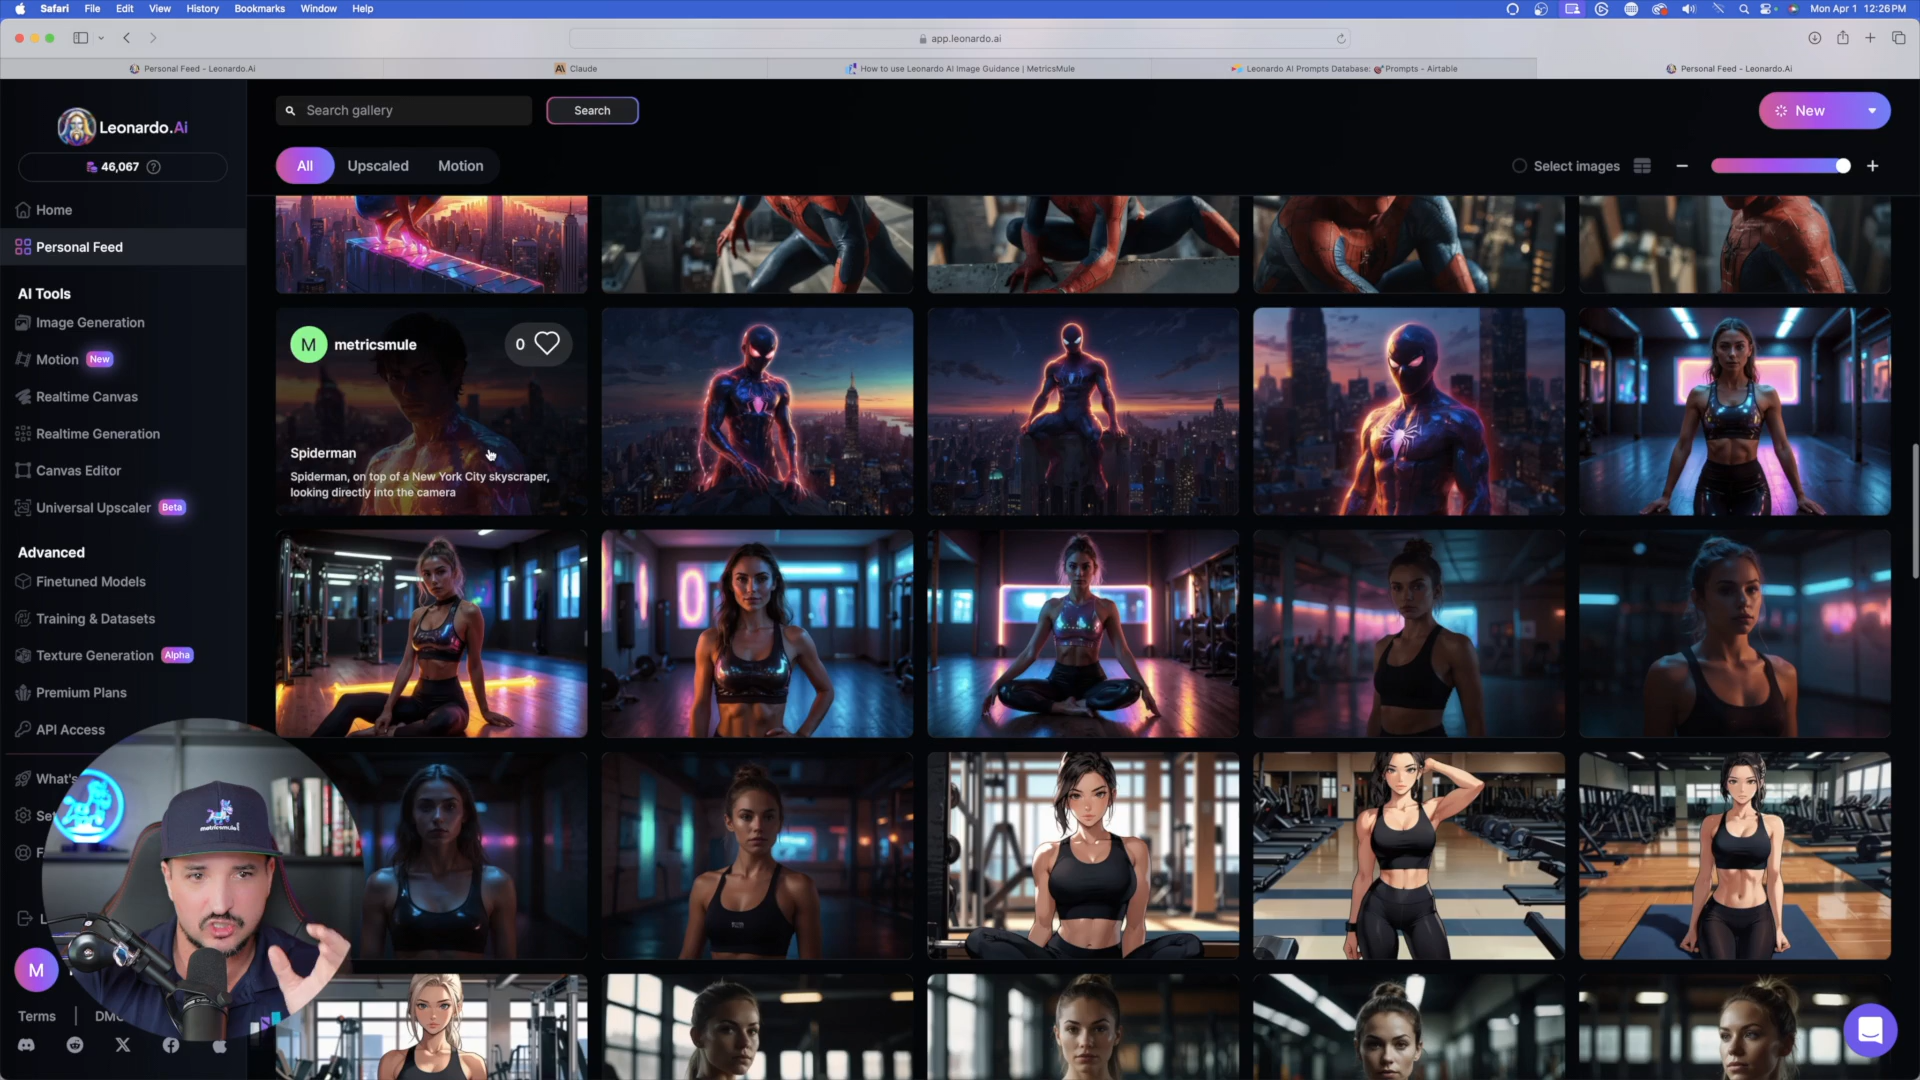 Safari File Edit View History Bookmarks Window Help
Mon Apr 1 12:26 PM
app.leonardo.ai
Personal Feed - Leonardo.Ai
Claude
How to use Leonardo AI Image Guidance | MetricsMule
Leonardo AI Prompts Database: Prompts - Airtable
Personal Feed - Leonardo.Ai
Leonardo.Ai
46,067
Search gallery
Search
New
All
Upscaled
Motion
Select images
Home
Personal Feed
AI Tools
Image Generation
Motion New
Realtime Canvas
Realtime Generation
Canvas Editor
Universal Upscaler Beta
Advanced
Finetuned Models
Training & Datasets
Texture Generation Alpha
Premium Plans
API Access
What's
M
Terms
M metricsmule
0
Spiderman
Spiderman, on top of a New York City skyscraper,
looking directly into the camera
metricsmule